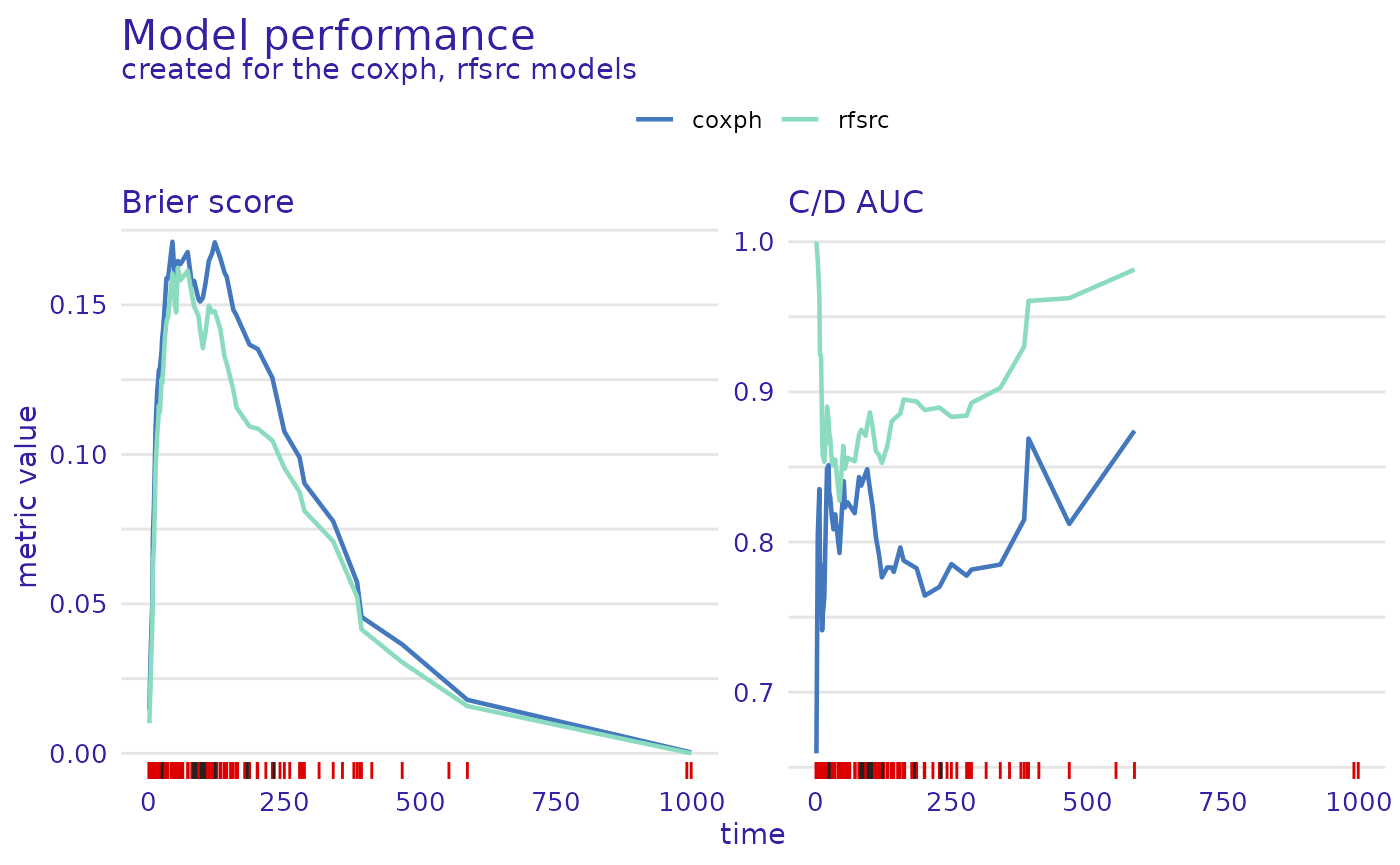 Model performance
created for the coxph, rfsrc models
coxph rfsrc
Brier score
C/D AUC
metric value
0.15
0.10
0.05
0.00
1.0
0.9
0.8
0.7
0 250 500 750 1000
0 250 500 750 1000
time